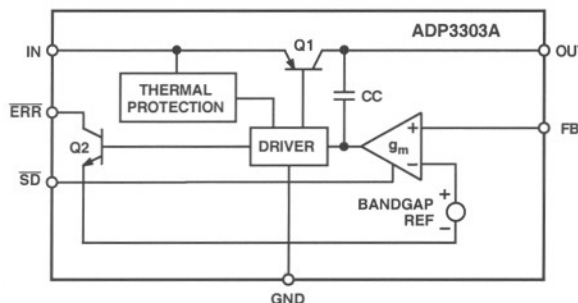 ADP3303A
IN
Q1
OUT
THERMAL
PROTECTION
CC
ERR
Q2
DRIVER
gm
+
−
FB
SD
BANDGAP
REF
+
−
GND